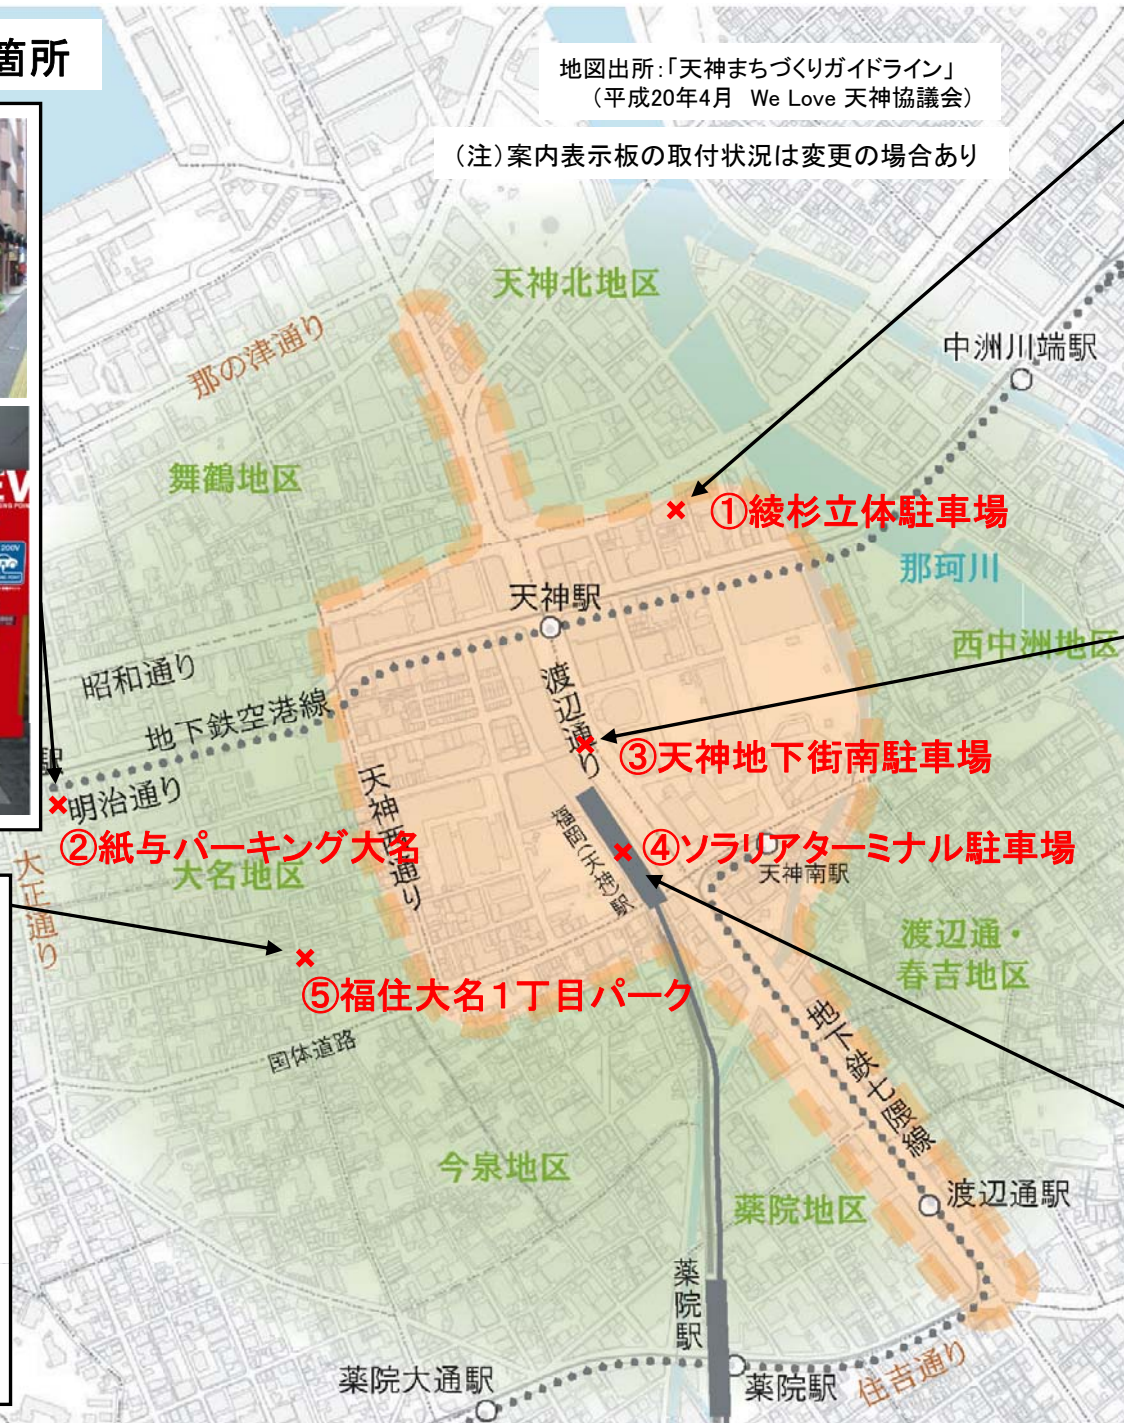 箇所
地図出所:「天神まちづくりガイドライン」
(平成20年4月 We Love 天神協議会)
(注)案内表示板の取付状況は変更の場合あり
天神北地区
那の津通り
中洲川端駅
舞鶴地区
EV
200V
①綾杉立体駐車場
那珂川
天神駅
西中洲地区
昭和通り
渡辺通り
地下鉄空港線
駅
③天神地下街南駐車場
明治通り
天神西通り
②紙与パーキング大名
福岡(天神)駅
④ソラリアターミナル駐車場
大名地区
天神南駅
大正通り
渡辺通・
春吉地区
⑤福住大名1丁目パーク
国体道路
地下鉄七隈線
今泉地区
薬院地区
渡辺通駅
薬院駅
薬院大通駅
薬院駅
住吉通り